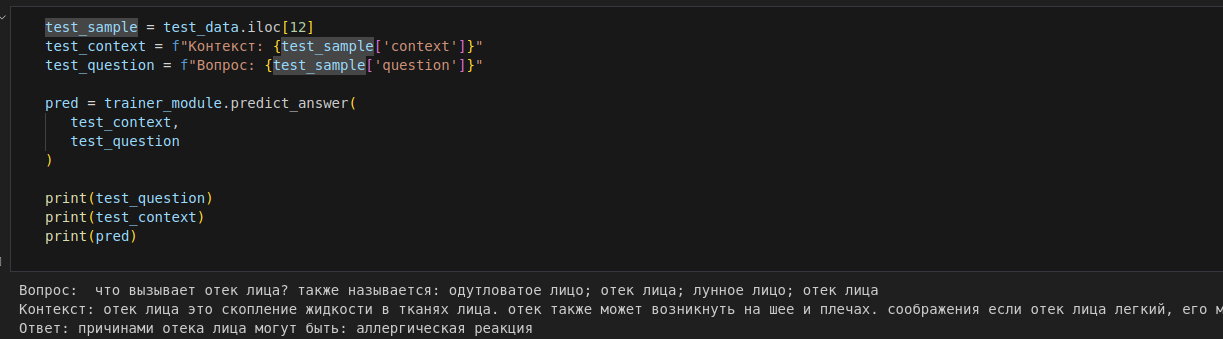 test_sample = test_data.iloc[12]
test_context = f"Контекст: {test_sample['context']}"
test_question = f"Вопрос: {test_sample['question']}"
pred = trainer_module.predict_answer(
test_context,
test_question
)
print(test_question)
print(test_context)
print(pred)
Вопрос:  что вызывает отек лица? также называется: одутловатое лицо; отек лица; лунное лицо; отек лица
Контекст: отек лица это скопление жидкости в тканях лица. отек также может возникнуть на шее и плечах. соображения если отек лица легкий, его
Ответ: причинами отека лица могут быть: аллергическая реакция